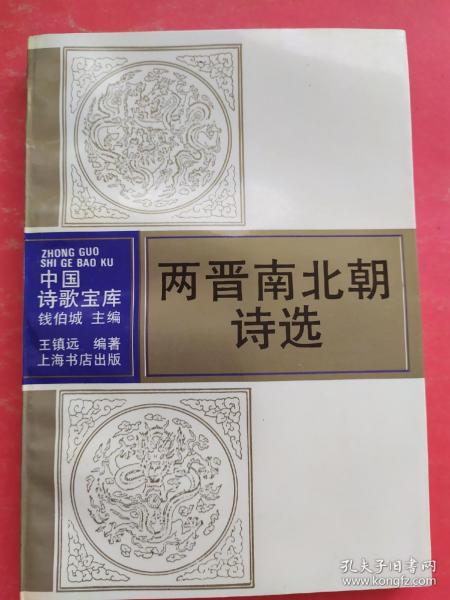 ZHONG GUO
SHI GE BAO KU
中国
诗歌宝库
钱伯城 主编
王镇远 编著
上海书店出版
两晋南北朝
诗选
孔夫子旧书网
www.kongfz.com